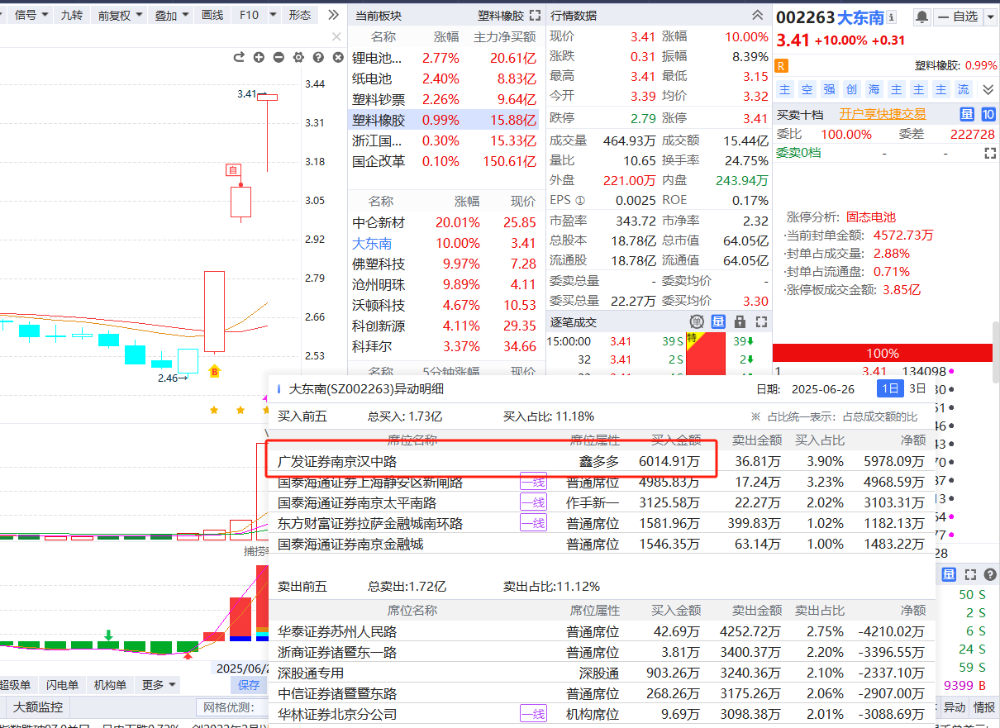 信号 九转 前复权 叠加 画线 F10 形态
3.44
3.41
3.31
3.18
自
3.05
2.92
2.79
2.66
2.53
2.46
B
捕捞季
2025/06/2
超级单 闪电单 机构单 更多 保存
大额监控 网格优测:
当前板块 塑料橡胶
名称 涨幅 主力净买额
锂电池... 2.77% 20.61亿
纸电池 2.40% 8.83亿
塑料钞票 2.26% 9.64亿
塑料橡胶 0.99% 15.88亿
浙江国... 0.30% 15.33亿
国企改革 0.10% 150.61亿
名称 涨幅 现价
中仑新材 20.01% 25.85
大东南 10.00% 3.41
佛塑科技 9.97% 7.28
沧州明珠 9.89% 4.11
沃顿科技 4.67% 10.53
科创新源 4.11% 29.35
科拜尔 3.37% 34.66
名称 5分钟涨幅 现价
行情数据
现价 3.41 涨幅 10.00%
涨跌 0.31 振幅 8.39%
最高 3.41 最低 3.15
今开 3.39 均价 3.32
跌停 2.79 涨停 3.41
成交量 464.93万 成交额 15.44亿
量比 10.65 换手率 24.75%
外盘 221.00万 内盘 243.94万
EPS ① 0.0025 ROE 0.17%
市盈率 343.72 市净率 2.32
总股本 18.78亿 总市值 64.05亿
流通股 18.78亿 流通值 64.05亿
委卖总量 - 委卖均价 -
委买总量 22.27万 委买均价 3.30
逐笔成交 单 量
15:00:00 3.41 39 S 特 39
32 3.41 2 S 2
002263 大东南 自选
3.41 +10.00% +0.31
R 塑料橡胶: 0.99%
主 空 强 创 海 主 主 主 流
买卖十档 开户享快捷交易 量 10
委比 100.00% 委差 222728
委卖0档 - -
涨停分析: 固态电池
·当前封单金额: 4572.73万
·封单占成交量: 2.88%
·封单占流通盘: 0.71%
·涨停板成交金额: 3.85亿
100%
1 3.41 134098
大东南(SZ002263)异动明细 日期: 2025-06-26 1日 3日
买入前五 总买入: 1.73亿 买入占比: 11.18% ※ 占比统一表示: 占总成交额的比
席位名称 席位属性 买入金额 卖出金额 买入占比 净额
广发证券南京汉中路 鑫多多 6014.91万 36.81万 3.90% 5978.09万
国泰海通证券上海静安区新闸路 一线 普通席位 4985.83万 17.24万 3.23% 4968.59万
国泰海通证券南京太平南路 一线 作手新一 3125.58万 22.27万 2.02% 3103.31万
东方财富证券拉萨金融城南环路 一线 普通席位 1581.96万 399.83万 1.02% 1182.13万
国泰海通证券南京金融城 普通席位 1546.35万 63.14万 1.00% 1483.22万
卖出前五 总卖出:1.72亿 卖出占比:11.12%
席位名称 席位属性 买入金额 卖出金额 卖出占比 净额
华泰证券苏州人民路 普通席位 42.69万 4252.72万 2.75% -4210.02万
浙商证券诸暨东一路 普通席位 3.81万 3400.37万 2.20% -3396.55万
深股通专用 深股通 903.26万 3240.36万 2.10% -2337.10万
中信证券诸暨暨东路 普通席位 268.26万 3175.26万 2.06% -2907.00万
华林证券北京分公司 一线 机构席位 9.69万 3098.38万 2.01% -3088.69万
量
50 S
2 S
6 S
24 S
59 S
9399 B
异动 情报